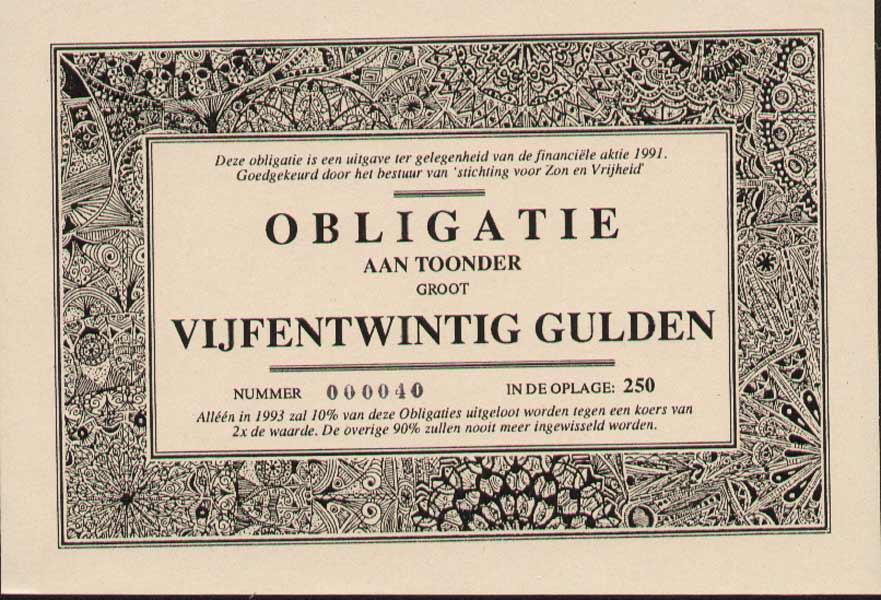 Deze obligatie is een uitgave ter gelegenheid van de financiële aktie 1991.
Goedgekeurd door het bestuur van 'stichting voor Zon en Vrijheid'
OBLIGATIE
AAN TOONDER
GROOT
VIJFENTWINTIG GULDEN
NUMMER 000040 IN DE OPLAGE: 250
Alléén in 1993 zal 10% van deze Obligaties uitgeloot worden tegen een koers van
2x de waarde. De overige 90% zullen nooit meer ingewisseld worden.